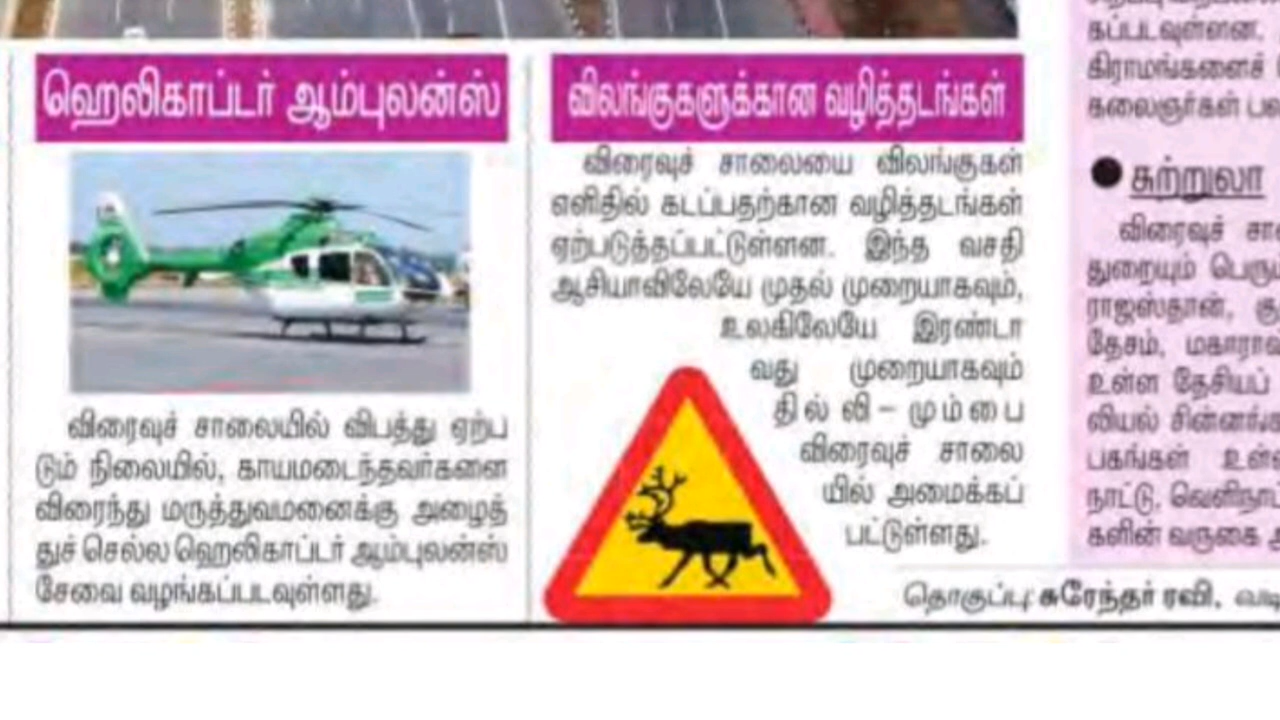 ஹெலிகாப்டர் ஆம்புலன்ஸ்
விரைவுச் சாலையில் விபத்து ஏற்ப
டும் நிலையில், காயமடைந்தவர்களை
விரைந்து மருத்துவமனைக்கு அழைத்
துச் செல்ல ஹெலிகாப்டர் ஆம்புலன்ஸ்
சேவை வழங்கப்படவுள்ளது.
விலங்குகளுக்கான வழித்தடங்கள்
விரைவுச் சாலையை விலங்குகள்
எளிதில் கடப்பதற்கான வழித்தடங்கள்
ஏற்படுத்தப்பட்டுள்ளன. இந்த வசதி
ஆசியாவிலேயே முதல் முறையாகவும்,
உலகிலேயே இரண்டா
வது முறையாகவும்
தில்லி – மும்பை
விரைவுச் சாலை
யில் அமைக்கப்
பட்டுள்ளது.
கப்படவுள்ளன.
கிராமங்களைச்
கலைஞர்கள்
● சுற்றுலா
விரைவுச்
துறையும்
ராஜஸ்தான்,
தேசம்,
உள்ள தேசியப்
லியல்
பகங்கள்
நாட்டு,
களின் வருகை
தொகுப்பு: சுரேந்தர் ரவி,